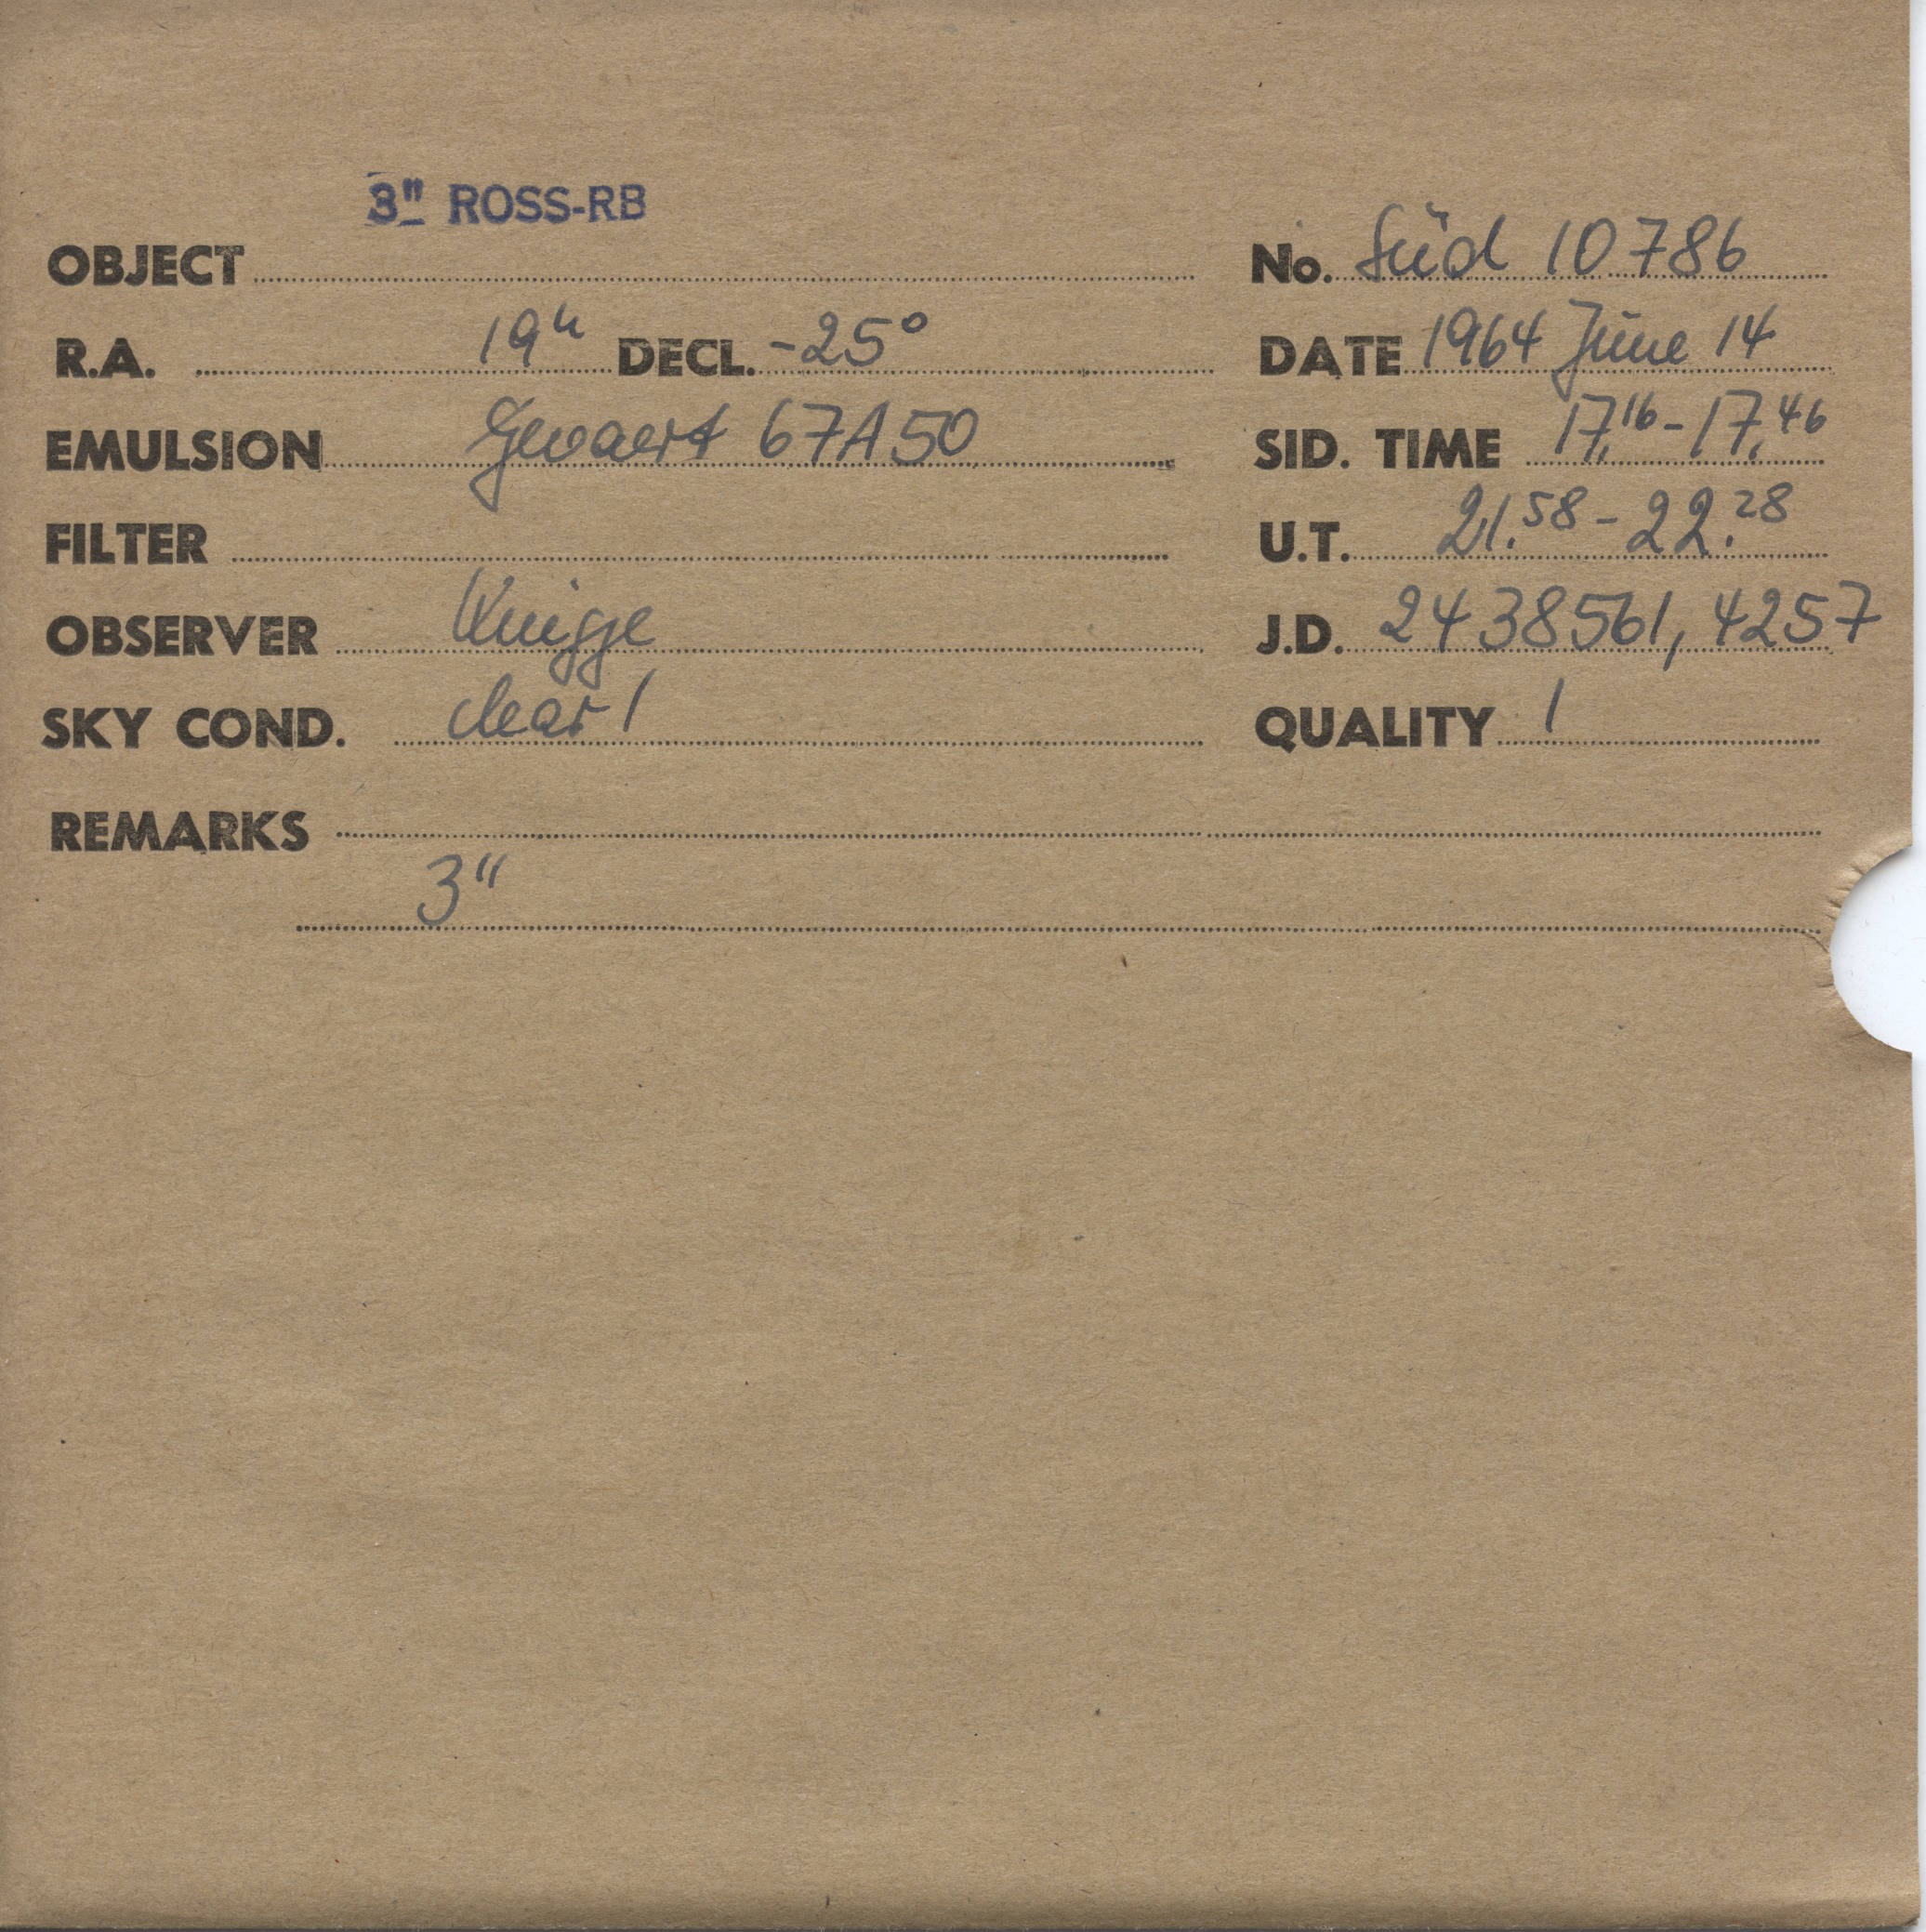 3" ROSS-RB
OBJECT No. Süd 10786
R.A. 19h DECL. -25° DATE 1964 June 14
EMULSION Gevaert 67A50 SID. TIME 17,16 - 17,46
FILTER U.T. 21.58 - 22.28
OBSERVER Knigge J.D. 2438561,4257
SKY COND. clear 1 QUALITY 1
REMARKS
3"